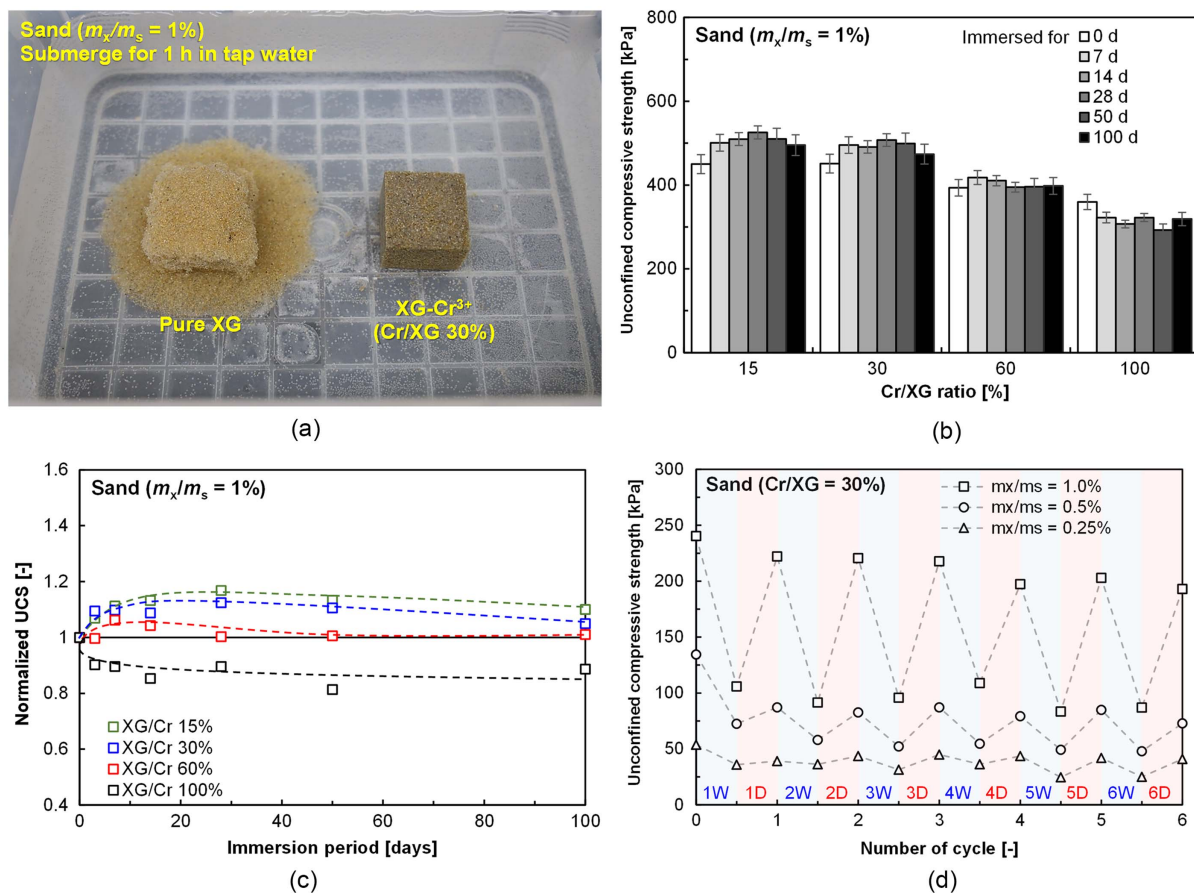 Sand (mx/ms = 1%)
Submerge for 1 h in tap water
Pure XG
XG-Cr3+
(Cr/XG 30%)
(a)
Sand (mx/ms = 1%)
Immersed for
0 d
7 d
14 d
28 d
50 d
100 d
Unconfined compressive strength [kPa]
800
600
400
200
0
15
30
60
100
Cr/XG ratio [%]
(b)
Sand (mx/ms = 1%)
Normalized UCS [-]
1.6
1.4
1.2
1
0.8
0.6
0.4
XG/Cr 15%
XG/Cr 30%
XG/Cr 60%
XG/Cr 100%
0
20
40
60
80
100
Immersion period [days]
(c)
Sand (Cr/XG = 30%)
mx/ms = 1.0%
mx/ms = 0.5%
mx/ms = 0.25%
Unconfined compressive strength [kPa]
300
250
200
150
100
50
0
1W 1D 2W 2D 3W 3D 4W 4D 5W 5D 6W 6D
0 1 2 3 4 5 6
Number of cycle [-]
(d)